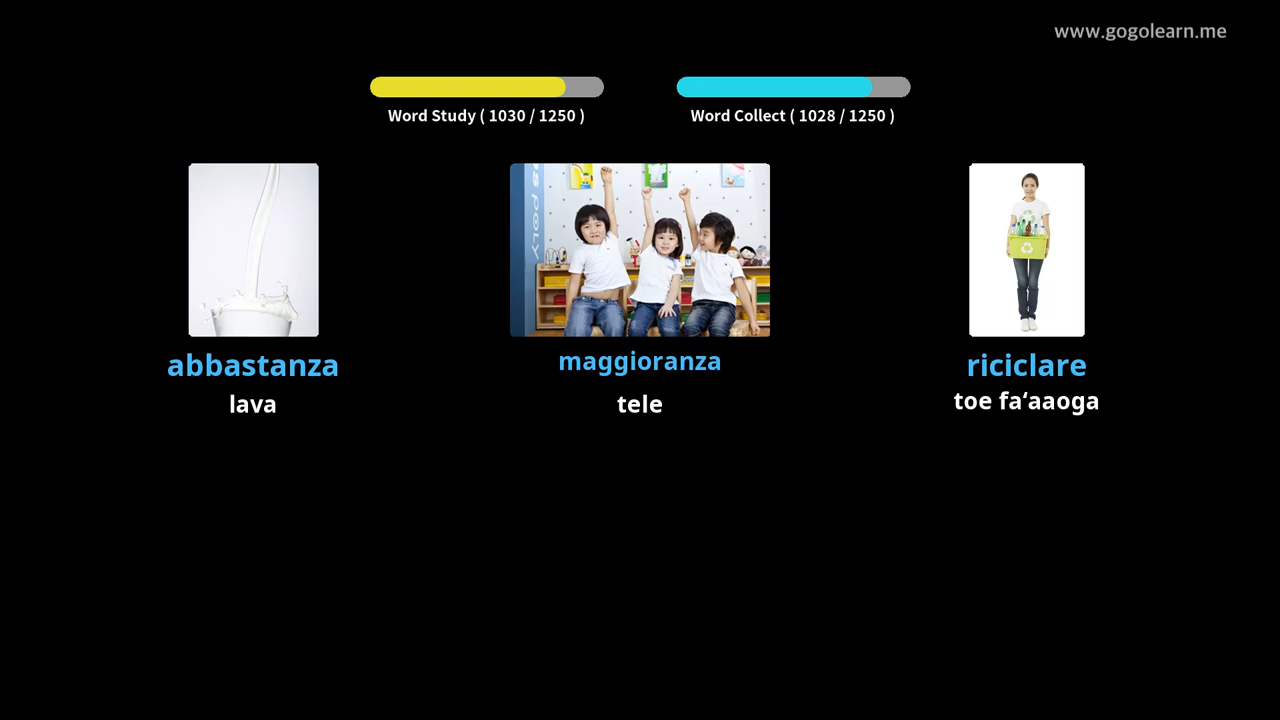 www.gogolearn.me
Word Study ( 1030 / 1250 )
Word Collect ( 1028 / 1250 )
abbastanza
lava
maggioranza
tele
riciclare
toe fa‘aaoga